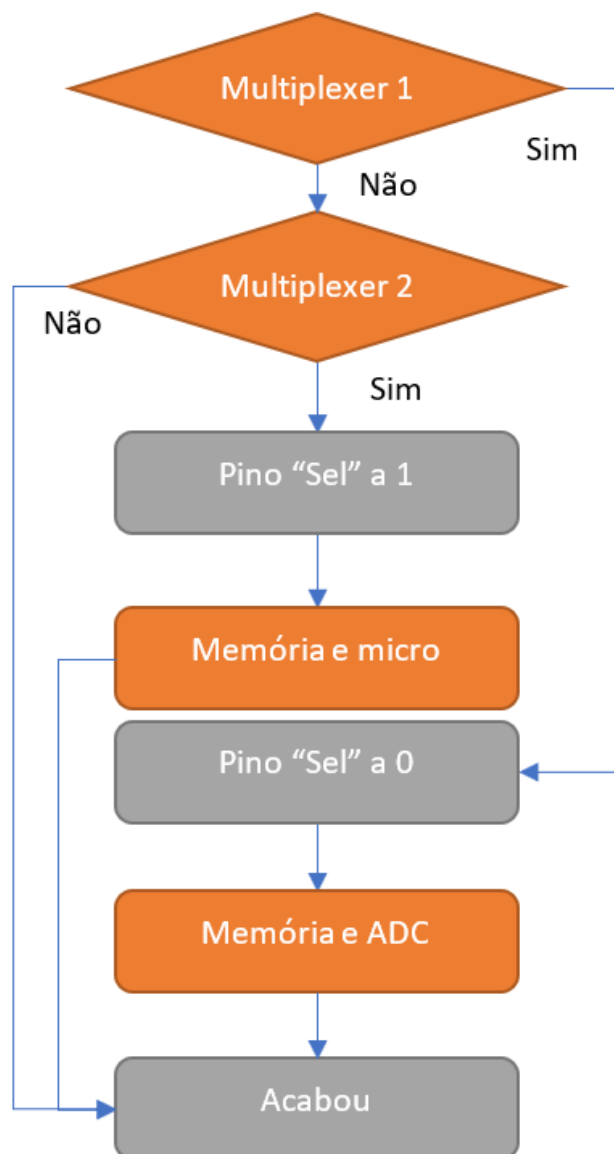 Multiplexer 1
Sim
Não
Multiplexer 2
Não
Sim
Pino “Sel” a 1
Memória e micro
Pino “Sel” a 0
Memória e ADC
Acabou